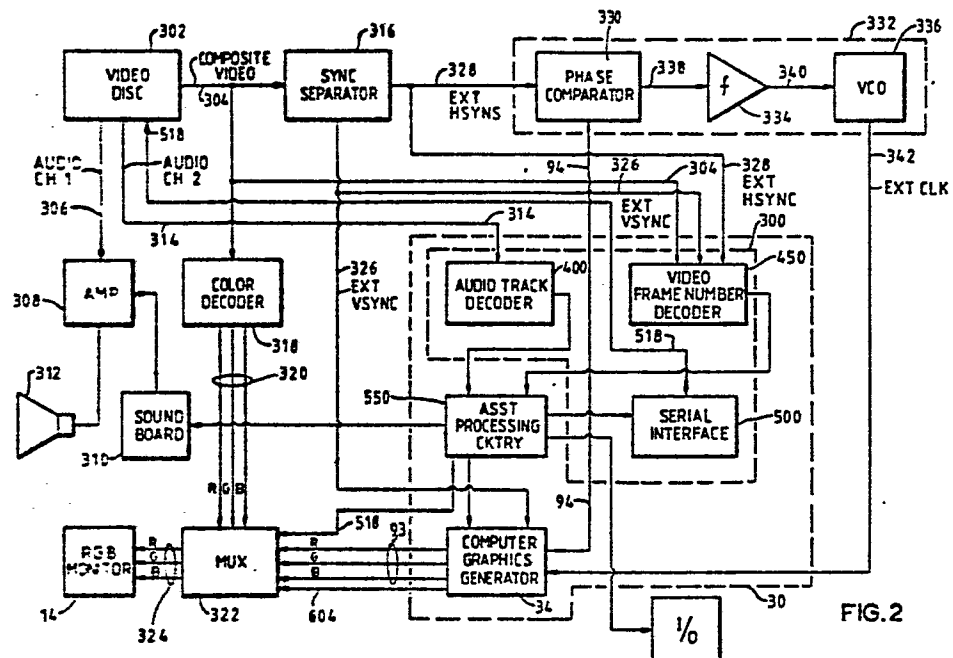 302
316
330
332
336
VIDEO
DISC
COMPOSITE
VIDEO
304
SYNC
SEPARATOR
328
EXT
HSYNS
PHASE
COMPARATOR
338
f
334
340
VCO
518
AUDIO
CH 1
306
AUDIO
CH 2
314
314
94
326
EXT
VSYNC
304
328
EXT
HSYNC
342
EXT CLK
300
308
AMP
COLOR
DECODER
318
326
EXT
VSYNC
AUDIO TRACK
DECODER
400
VIDEO
FRAME NUMBER
DECODER
450
312
320
518
SOUND
BOARD
310
550
ASST
PROCESSING
CKTRY
SERIAL
INTERFACE
500
R G B
518
94
RGB
MONITOR
14
R
G
B
324
MUX
322
R
G
B
93
604
COMPUTER
GRAPHICS
GENERATOR
34
30
I/O
FIG.2